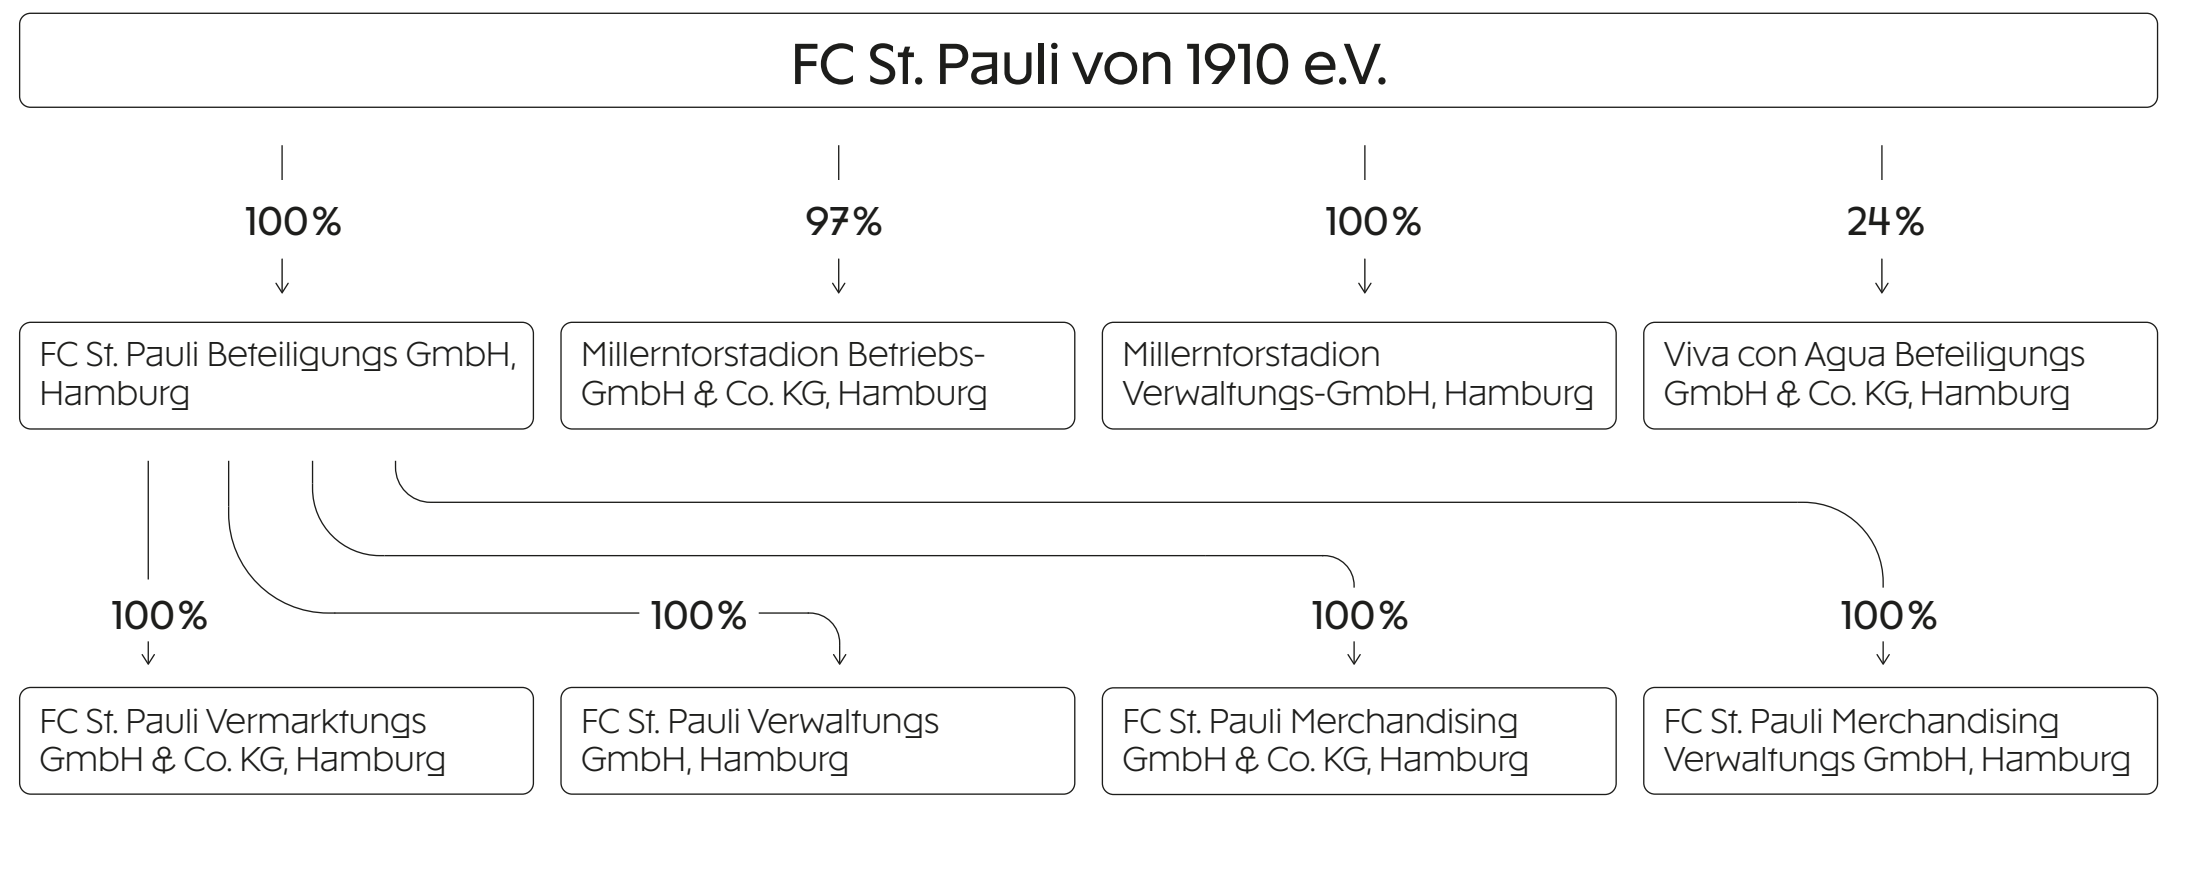 FC St. Pauli von 1910 e.V.
100%
97%
100%
24%
FC St. Pauli Beteiligungs GmbH,
Hamburg
Millerntorstadion Betriebs-
GmbH & Co. KG, Hamburg
Millerntorstadion
Verwaltungs-GmbH, Hamburg
Viva con Agua Beteiligungs
GmbH & Co. KG, Hamburg
100%
100%
100%
100%
FC St. Pauli Vermarktungs
GmbH & Co. KG, Hamburg
FC St. Pauli Verwaltungs
GmbH, Hamburg
FC St. Pauli Merchandising
GmbH & Co. KG, Hamburg
FC St. Pauli Merchandising
Verwaltungs GmbH, Hamburg